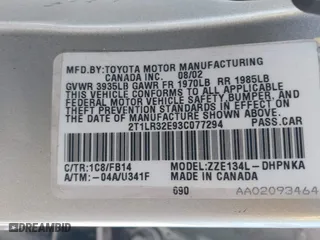 MFD.BY:TOYOTA MOTOR MANUFACTURING
CANADA INC. 08/02
GVWR 3935LB GAWR FR 1970LB RR 1985LB
THIS VEHICLE CONFORMS TO ALL APPLICABLE
FEDERAL MOTOR VEHICLE SAFETY,BUMPER,AND
THEFT PREVENTION STANDARDS IN EFFECT ON
THE DATE OF MANUFACTURE SHOWN ABOVE.
2T1LR32E93C077294 PASS.CAR
C/TR:1C8/FB14 MODEL:ZZE134L-DHPNKA
A/TM:-04A/U341F MADE IN CANADA
690 AA02093464